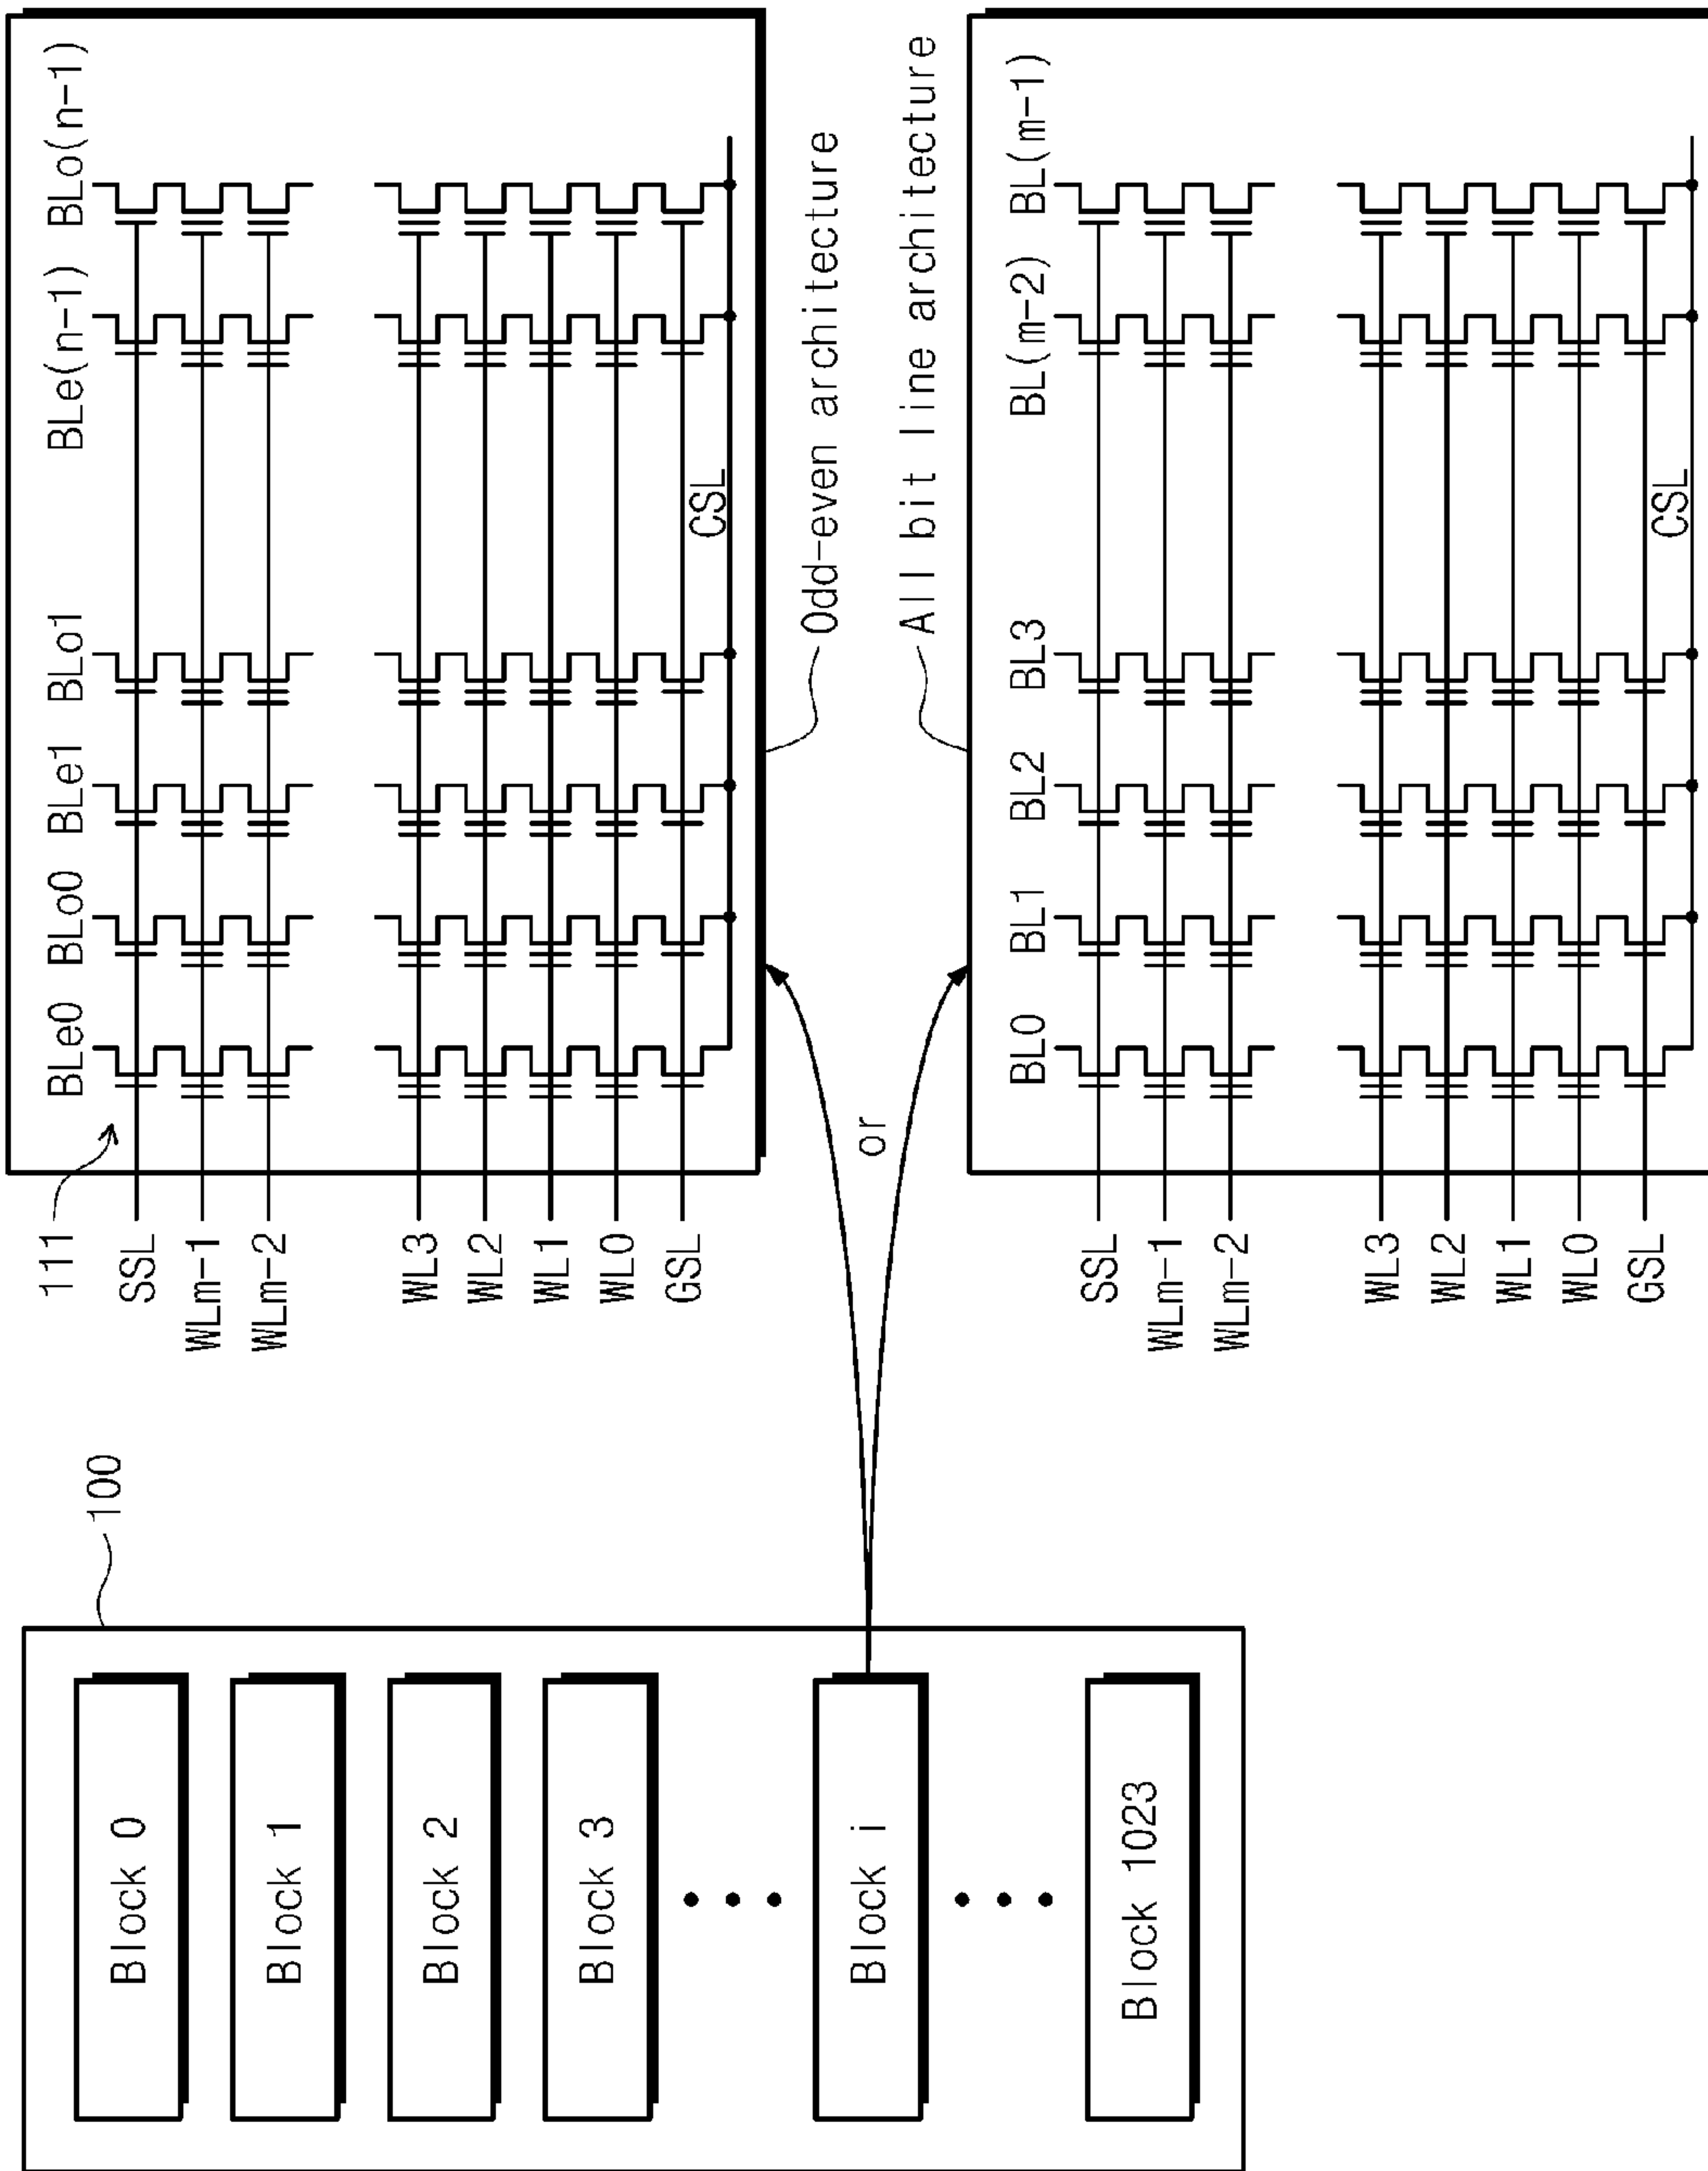 100
Block 0
Block 1
Block 2
Block 3
Block i
Block 1023
or
111
BLe0 BLo0 BLe1 BLo1 BLe(n-1) BLo(n-1)
SSL
WLm-1
WLm-2
WL3
WL2
WL1
WL0
GSL
CSL
Odd-even architecture
All bit line architecture
BL0 BL1 BL2 BL3 BL(m-2) BL(m-1)
SSL
WLm-1
WLm-2
WL3
WL2
WL1
WL0
GSL
CSL